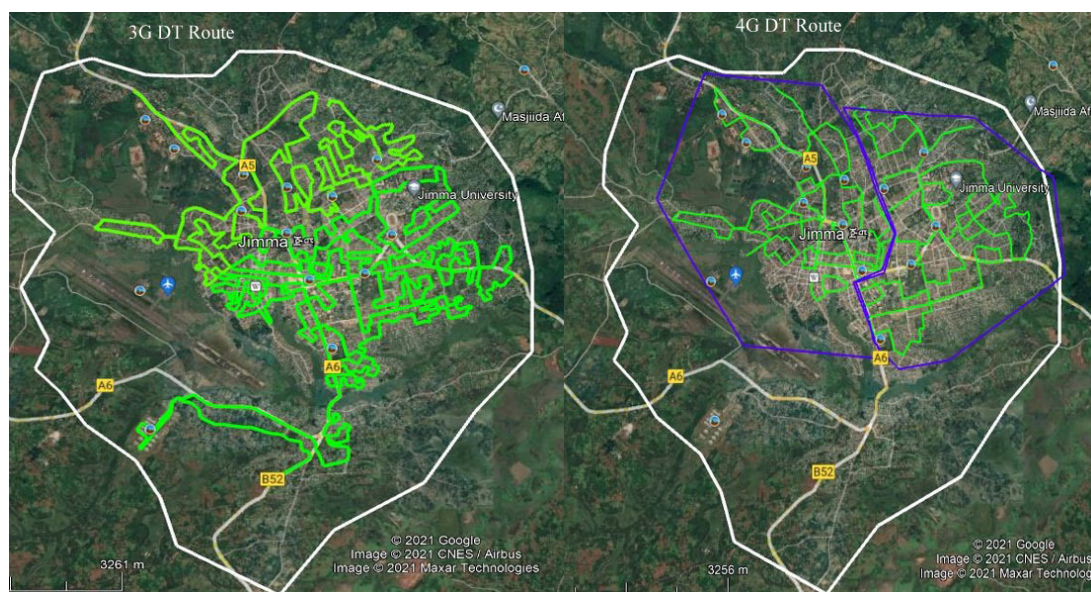 3G DT Route
A5
Jimma University
Masjiida Af
Jimma
W
A6
A6
B52
© 2021 Google
Image © 2021 CNES / Airbus
Image © 2021 Maxar Technologies
3261 m
4G DT Route
A5
Jimma University
Masjiida Af
Jimma
W
A6
A6
B52
© 2021 Google
Image © 2021 CNES / Airbus
Image © 2021 Maxar Technolog
3256 m